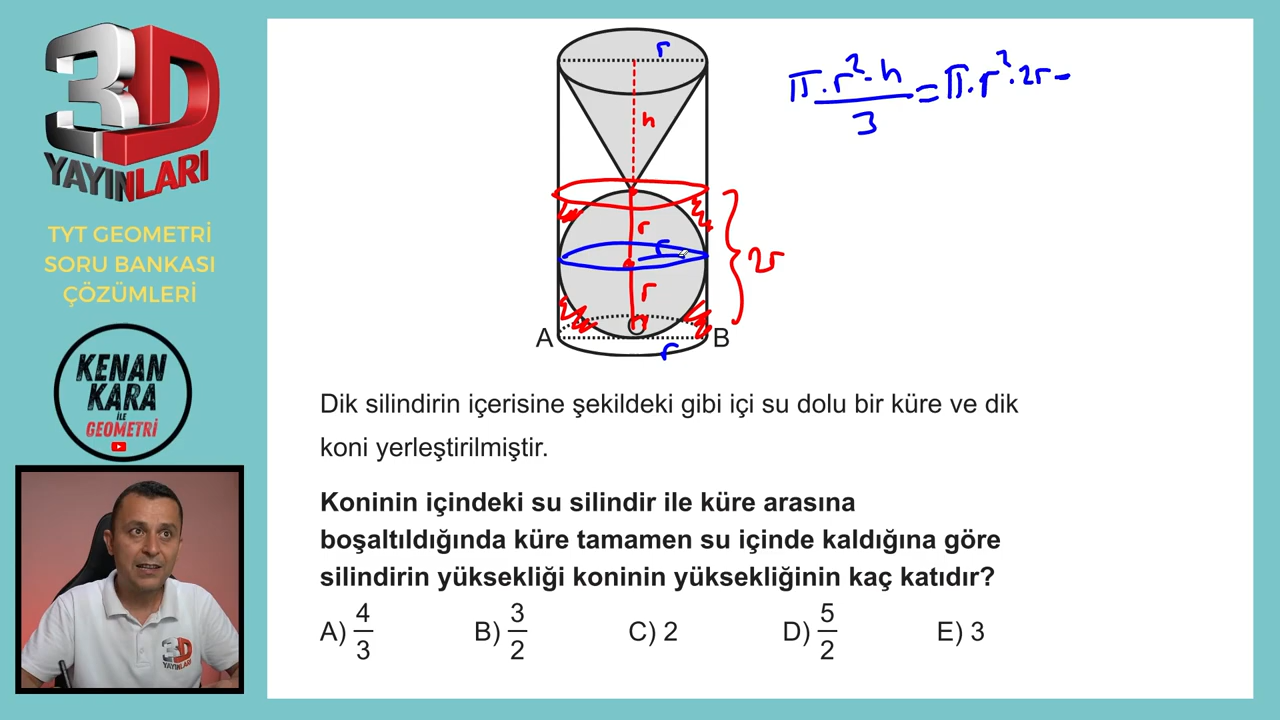 3D
YAYINLARI
TYT GEOMETRİ
SORU BANKASI
ÇÖZÜMLERİ
KENAN
KARA
İLE
GEOMETRİ
3D
YAYINLARI
r
h
r
r
r
2r
A
O
B
r
π·r²·h / 3 = π·r²·2r -
Dik silindirin içerisine şekildeki gibi içi su dolu bir küre ve dik
koni yerleştirilmiştir.
Koninin içindeki su silindir ile küre arasına
boşaltıldığında küre tamamen su içinde kaldığına göre
silindirin yüksekliği koninin yüksekliğinin kaç katıdır?
A) 4/3 B) 3/2 C) 2 D) 5/2 E) 3